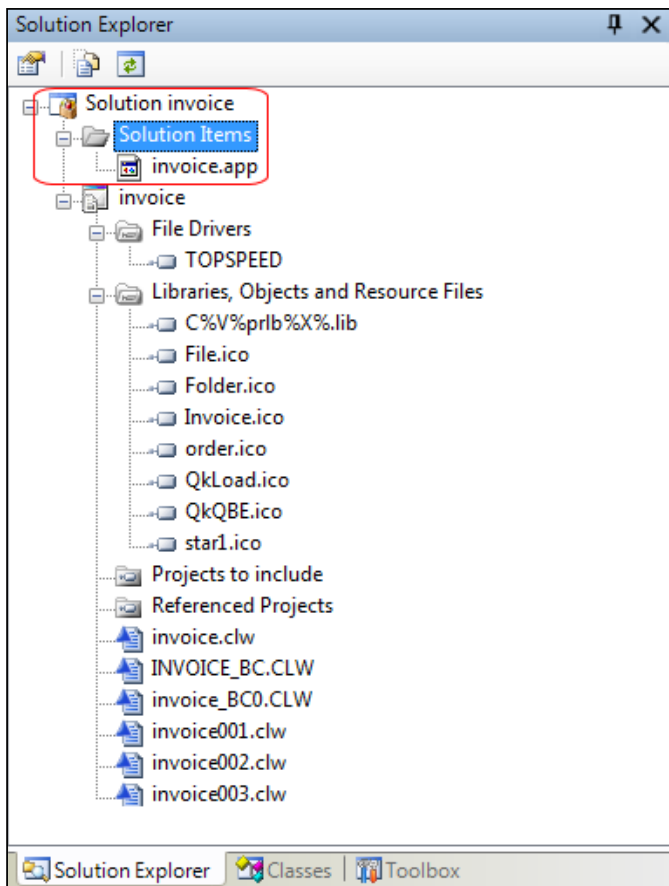 Solution Explorer
Solution invoice
Solution Items
invoice.app
invoice
File Drivers
TOPSPEED
Libraries, Objects and Resource Files
C%V%prlb%X%.lib
File.ico
Folder.ico
Invoice.ico
order.ico
QkLoad.ico
QkQBE.ico
star1.ico
Projects to include
Referenced Projects
invoice.clw
INVOICE_BC.CLW
invoice_BC0.CLW
invoice001.clw
invoice002.clw
invoice003.clw
Solution Explorer Classes Toolbox